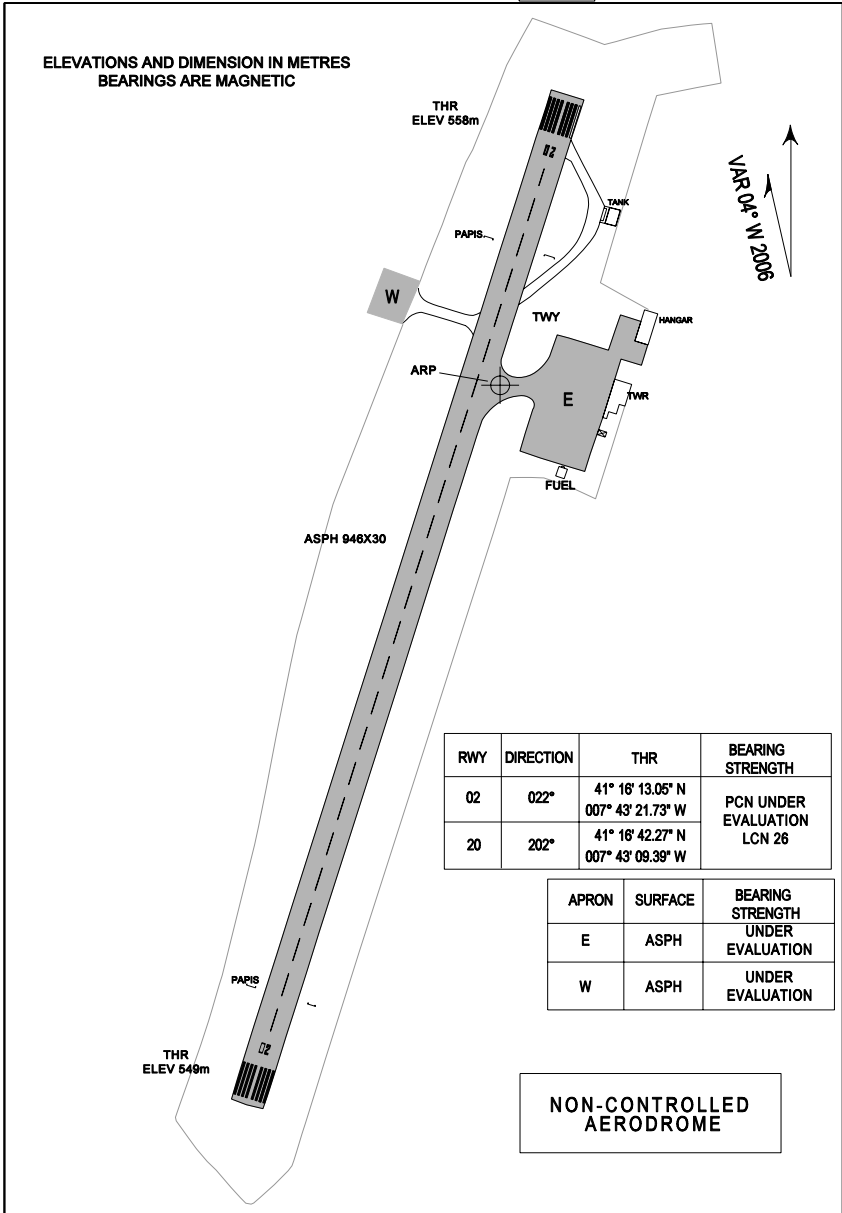 ELEVATIONS AND DIMENSION IN METRES
BEARINGS ARE MAGNETIC
THR
ELEV 558m
02
VAR 04° W 2006
TANK
PAPIS
W
TWY
HANGAR
ARP
E
TWR
FUEL
ASPH 946X30
RWY DIRECTION THR BEARING STRENGTH
02 022° 41° 16' 13.05" N 007° 43' 21.73" W PCN UNDER EVALUATION LCN 26
20 202° 41° 16' 42.27" N 007° 43' 09.39" W
APRON SURFACE BEARING STRENGTH
E ASPH UNDER EVALUATION
W ASPH UNDER EVALUATION
PAPIS
02
THR
ELEV 549m
NON-CONTROLLED
AERODROME